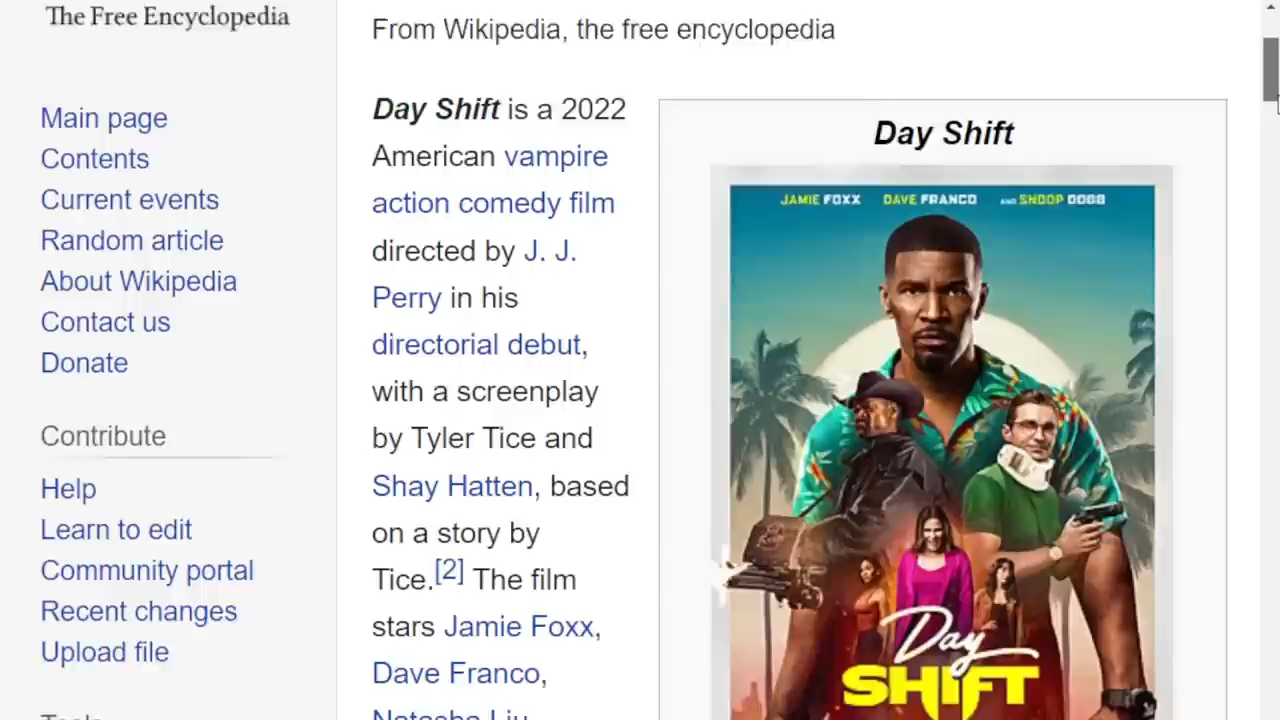 The Free Encyclopedia
Main page
Contents
Current events
Random article
About Wikipedia
Contact us
Donate
Contribute
Help
Learn to edit
Community portal
Recent changes
Upload file
Tools
From Wikipedia, the free encyclopedia
Day Shift is a 2022
American vampire
action comedy film
directed by J. J.
Perry in his
directorial debut,
with a screenplay
by Tyler Tice and
Shay Hatten, based
on a story by
Tice.[2] The film
stars Jamie Foxx,
Dave Franco,
Natasha Liu
Day Shift
JAMIE FOXX DAVE FRANCO AND SNOOP DOGG
Day
SHIFT